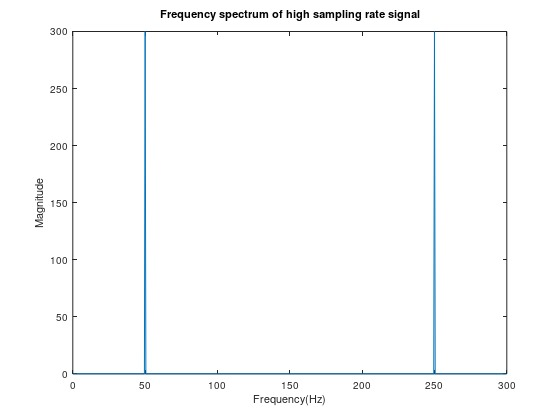 Frequency spectrum of high sampling rate signal
300
250
200
150
100
50
0
Magnitude
0 50 100 150 200 250 300
Frequency(Hz)